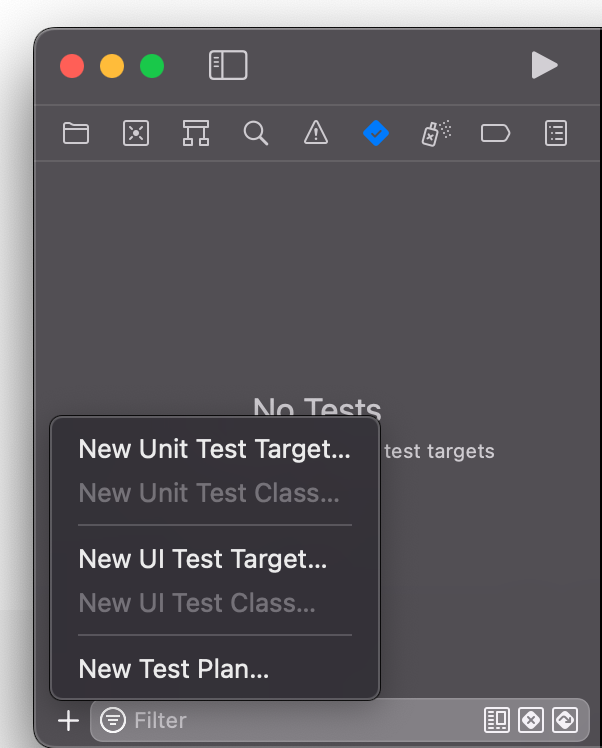 No Tests
test targets
New Unit Test Target...
New Unit Test Class...
New UI Test Target...
New UI Test Class...
New Test Plan...
Filter